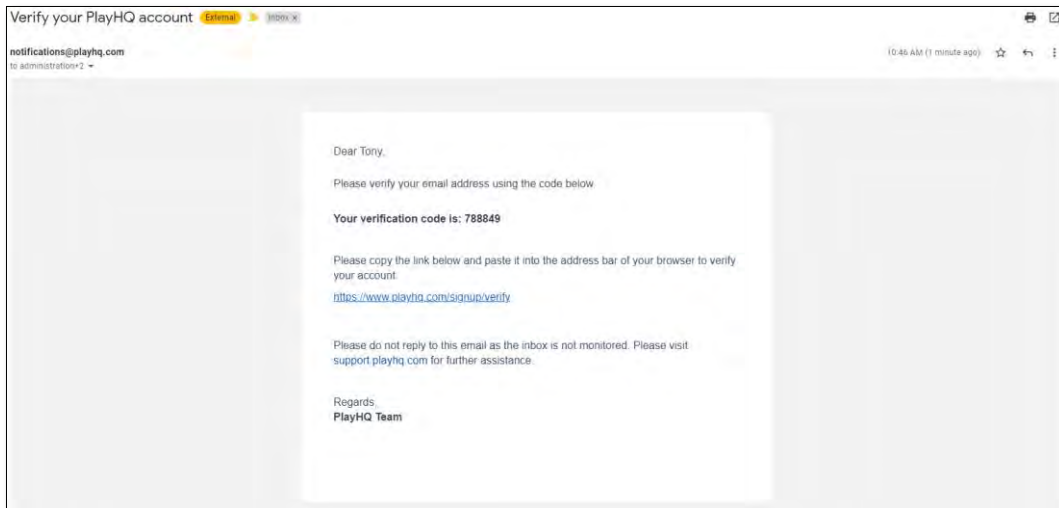 Verify your PlayHQ account External Inbox x
notifications@playhq.com 10:46 AM (1 minute ago)
to administration+2
Dear Tony,
Please verify your email address using the code below
Your verification code is: 788849
Please copy the link below and paste it into the address bar of your browser to verify
your account.
https://www.playhq.com/signup/verify
Please do not reply to this email as the inbox is not monitored. Please visit
support.playhq.com for further assistance.
Regards,
PlayHQ Team